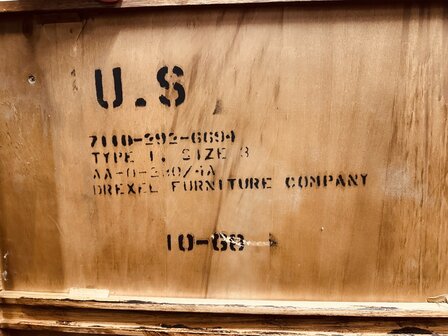 U.S
7110-292-6694
TYPE I. SIZE 3
DREXEL FURNITURE COMPANY
10-68